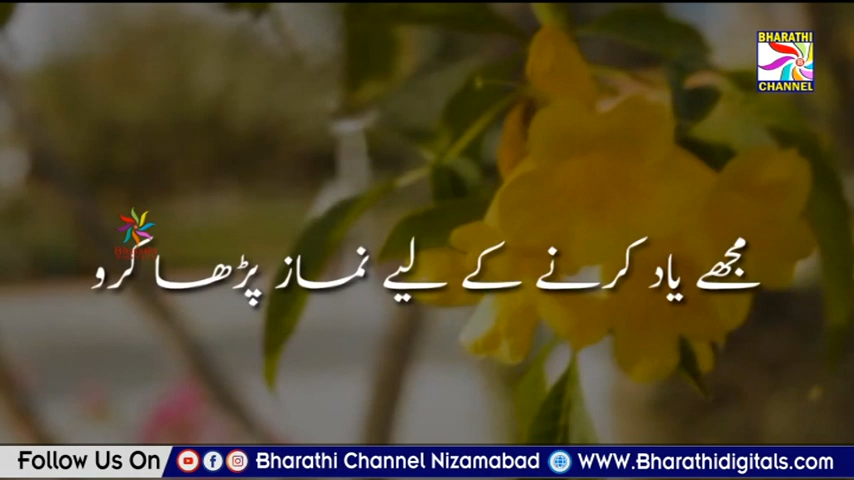 BHARATHI
CHANNEL
مجھے یاد کرنے کے لیے نماز پڑھا کرو
Follow Us On Bharathi Channel Nizamabad WWW.Bharathidigitals.com